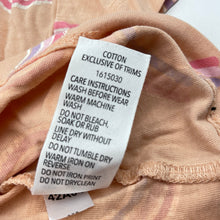 COTTON
EXCLUSIVE OF TRIMS
1615030
CARE INSTRUCTIONS
WASH BEFORE WEAR
WARM MACHINE
WASH
DO NOT BLEACH,
SOAK OR RUB
LINE DRY WITHOUT
DELAY
DO NOT TUMBLE DRY
WARM IRON ON
REVERSE
DO NOT IRON PRINT
DO NOT DRYCLEAN